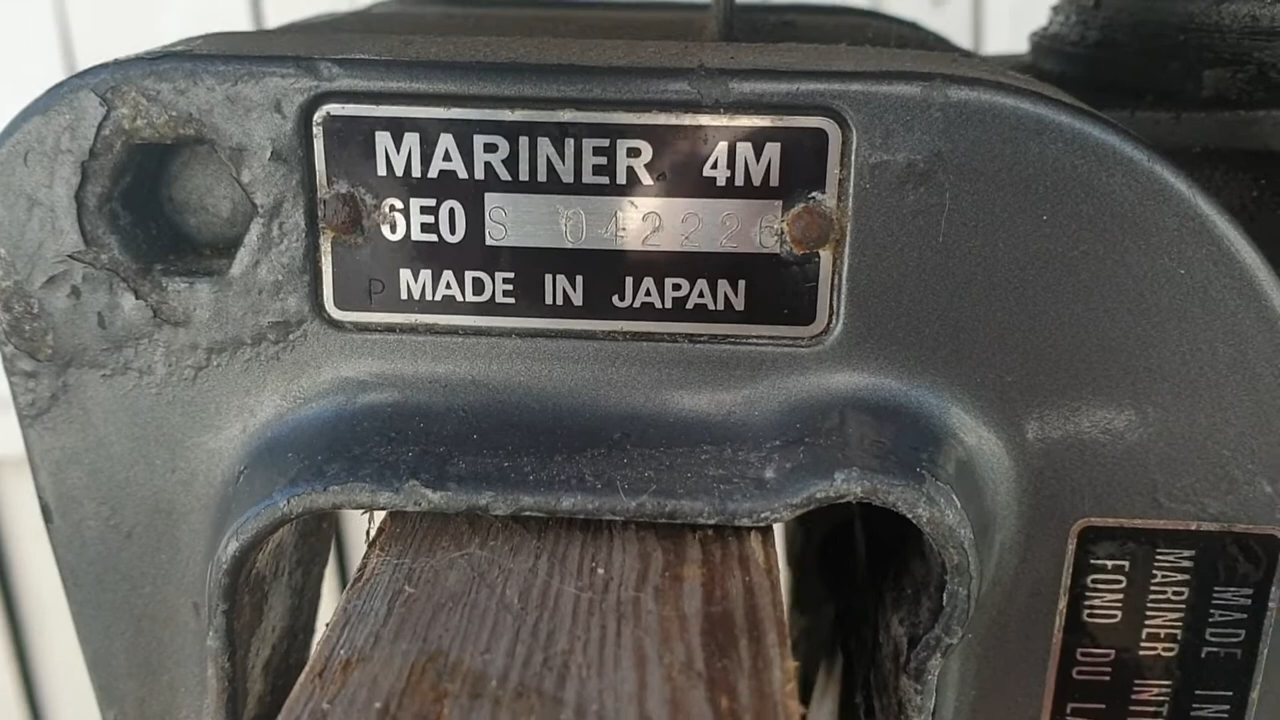 MARINER 4M
6E0 S 042226
P MADE IN JAPAN
MADE IN
MARINER
FOND DU